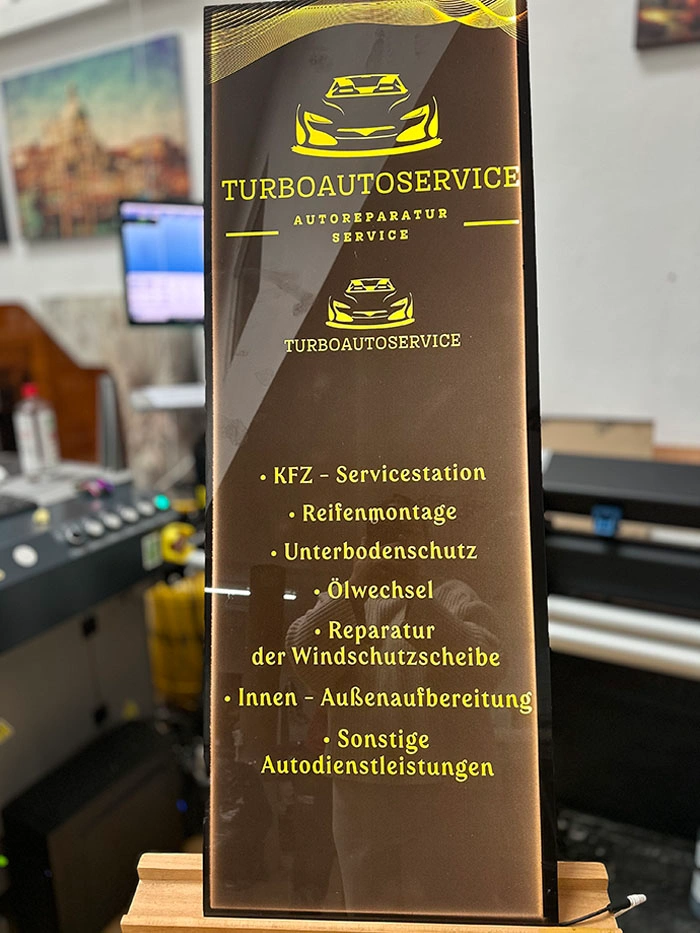 TURBOAUTOSERVICE
AUTOREPARATUR
SERVICE
TURBOAUTOSERVICE
• KFZ – Servicestation
• Reifenmontage
• Unterbodenschutz
• Ölwechsel
• Reparatur
der Windschutzscheibe
• Innen – Außenaufbereitung
• Sonstige
Autodienstleistungen